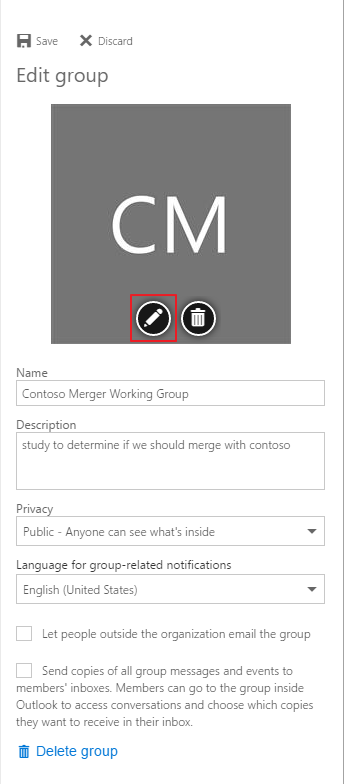 Save Discard
Edit group
CM
Name
Contoso Merger Working Group
Description
study to determine if we should merge with contoso
Privacy
Public - Anyone can see what's inside
Language for group-related notifications
English (United States)
Let people outside the organization email the group
Send copies of all group messages and events to
members' inboxes. Members can go to the group inside
Outlook to access conversations and choose which copies
they want to receive in their inbox.
Delete group